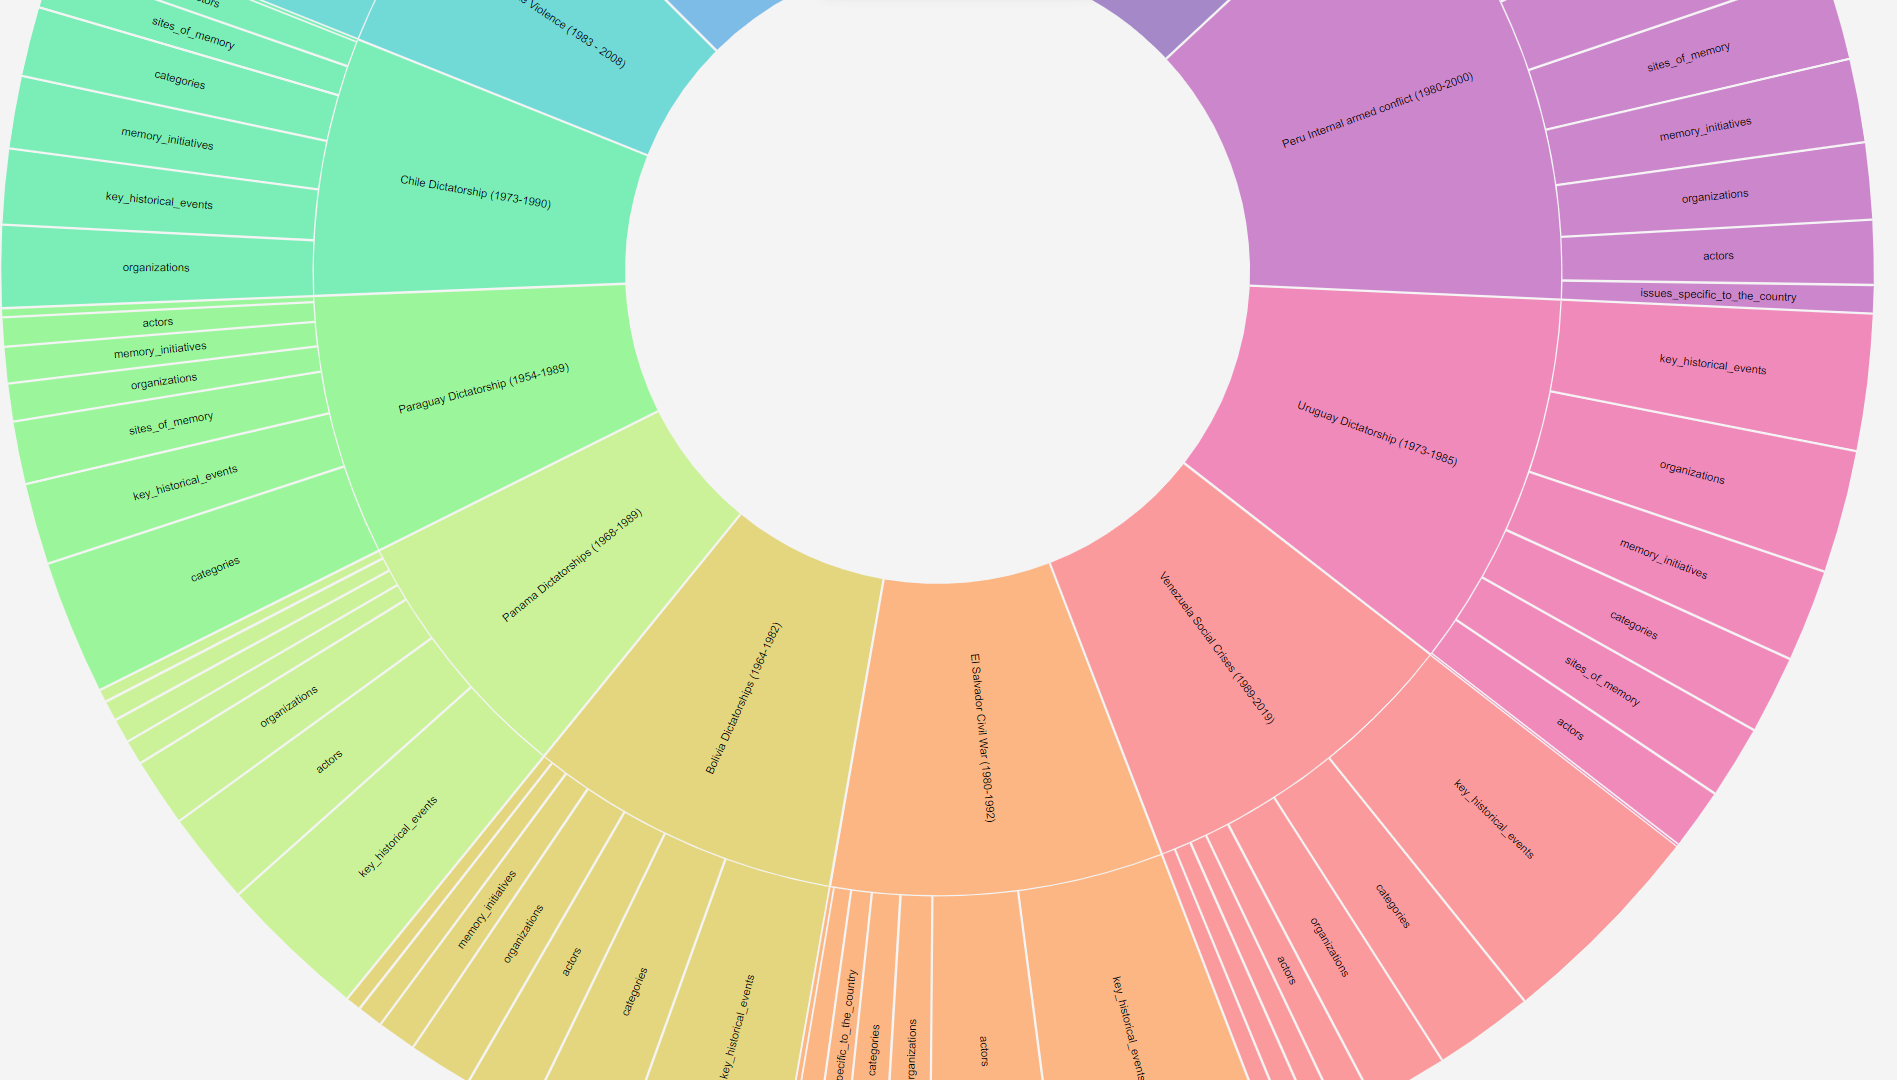 Violence (1983 - 2008)
sites_of_memory
categories
memory_initiatives
key_historical_events
organizations
Chile Dictatorship (1973-1990)
actors
memory_initiatives
organizations
sites_of_memory
key_historical_events
categories
Paraguay Dictatorship (1954-1989)
organizations
actors
key_historical_events
Panama Dictatorships (1968-1989)
memory_initiatives
organizations
actors
categories
key_historical_events
Bolivia Dictatorships (1964-1982)
pecific_to_the_country
categories
rganizations
actors
key_historical_events
El Salvador Civil War (1980-1992)
actors
organizations
categories
key_historical_events
Venezuela Social Crises (1989-2019)
actors
sites_of_memory
categories
memory_initiatives
organizations
key_historical_events
Uruguay Dictatorship (1973-1985)
issues_specific_to_the_country
actors
organizations
memory_initiatives
sites_of_memory
Peru Internal armed conflict (1980-2000)